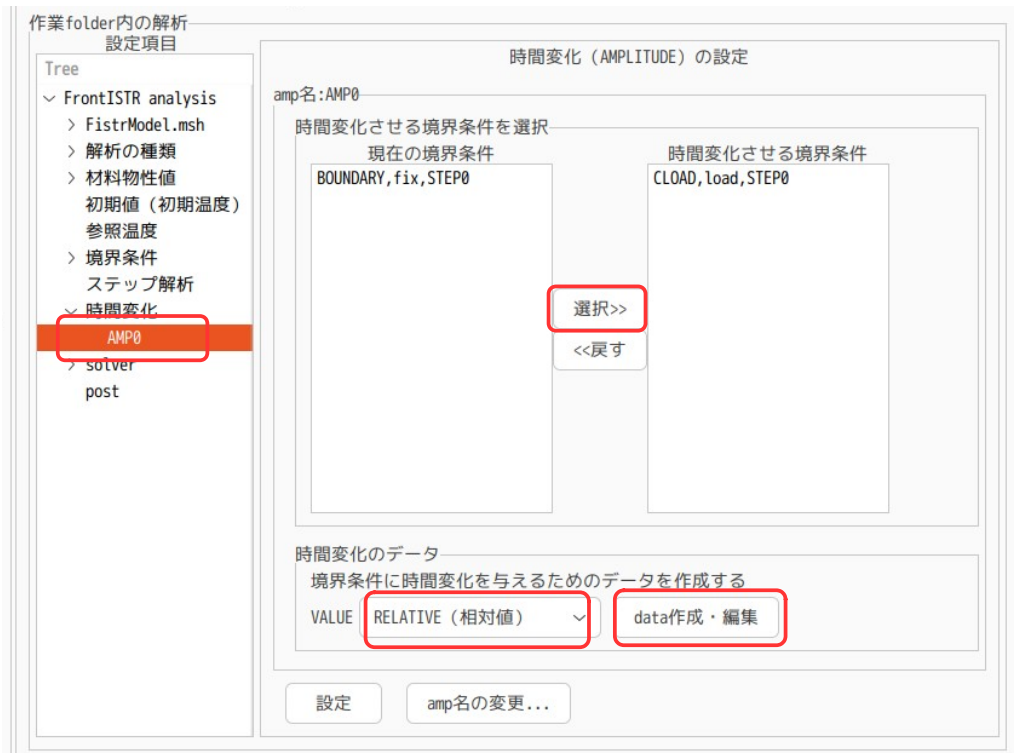 作業folder内の解析
設定項目
Tree
FrontISTR analysis
FistrModel.msh
解析の種類
材料物性値
初期値（初期温度）
参照温度
境界条件
ステップ解析
時間変化
AMP0
solver
post
時間変化（AMPLITUDE）の設定
amp名:AMP0
時間変化させる境界条件を選択
現在の境界条件
BOUNDARY,fix,STEP0
選択>>
<<戻す
時間変化させる境界条件
CLOAD,load,STEP0
時間変化のデータ
境界条件に時間変化を与えるためのデータを作成する
VALUE RELATIVE（相対値） data作成・編集
設定 amp名の変更...